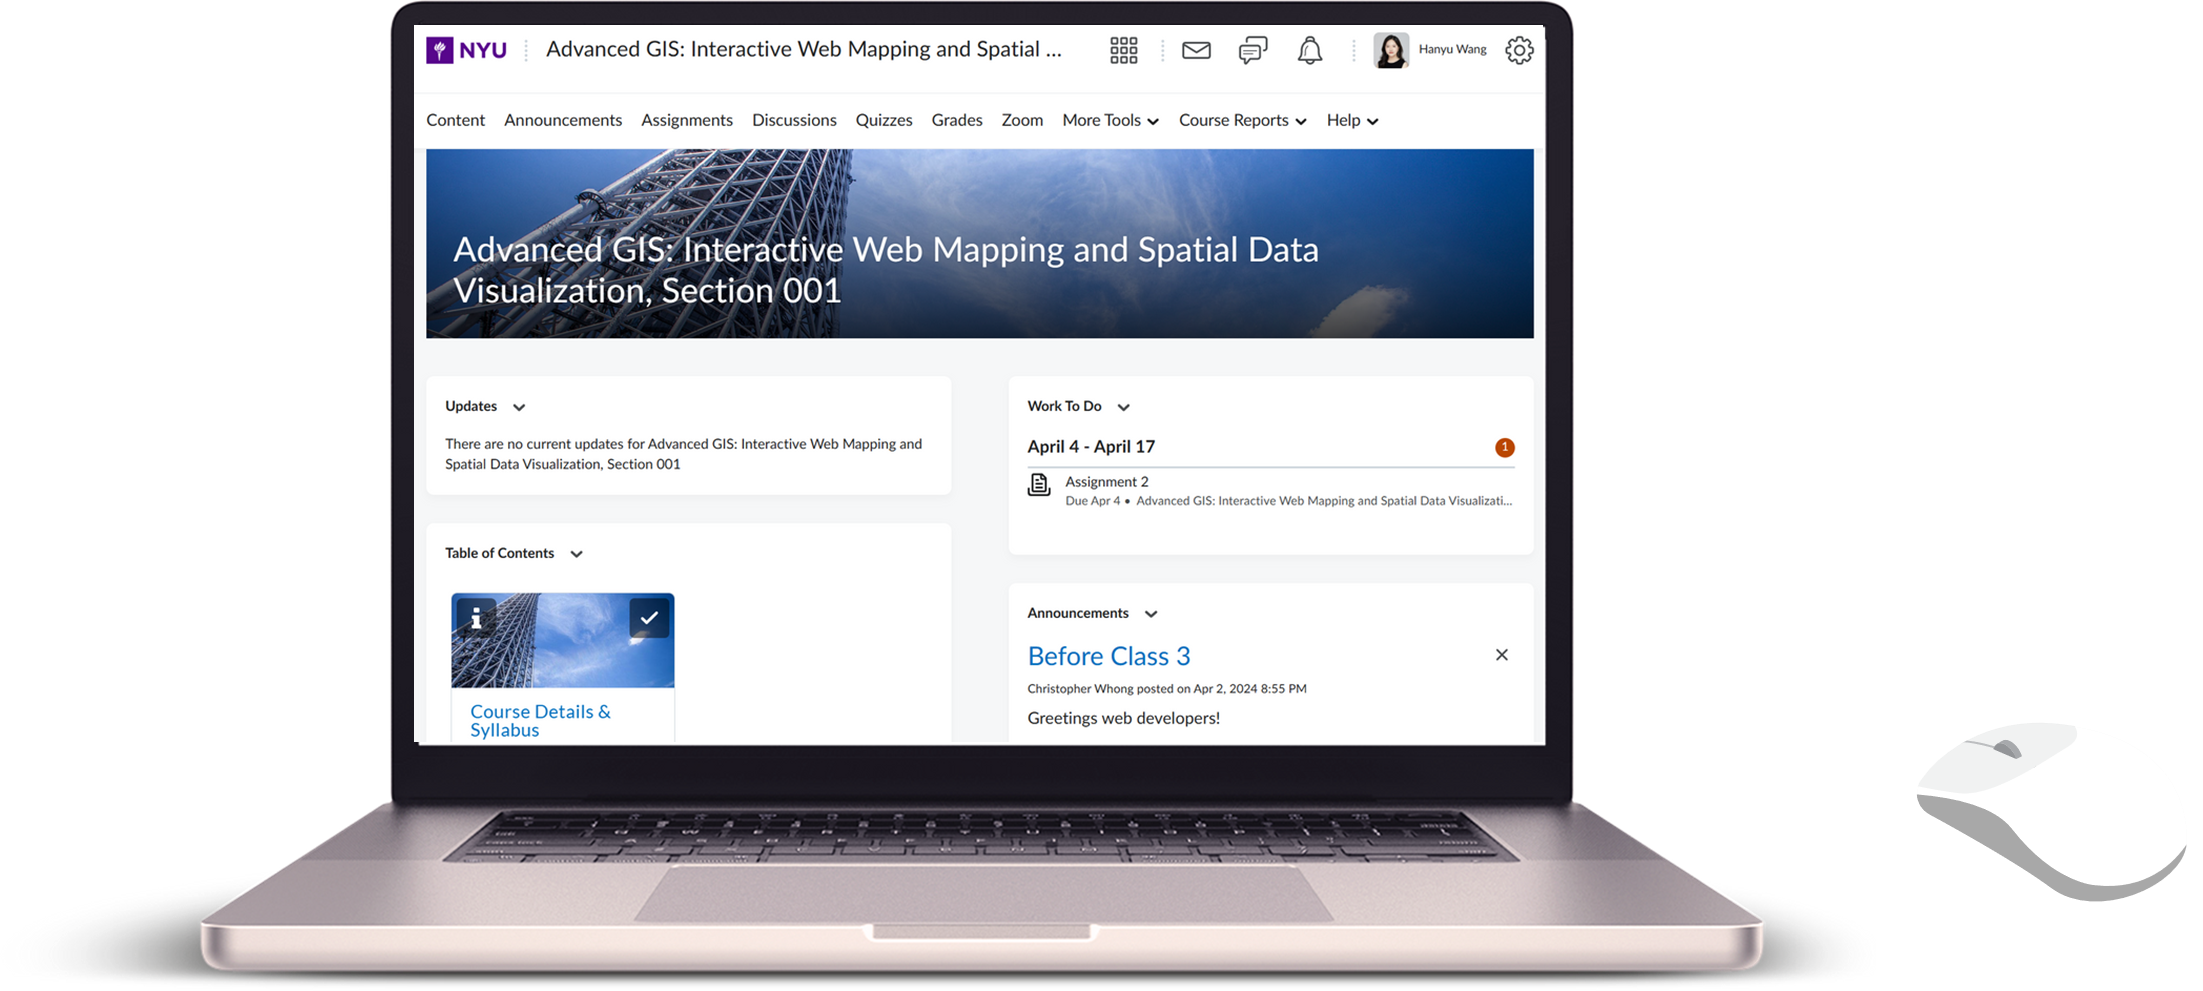 NYU
Advanced GIS: Interactive Web Mapping and Spatial ...
Hanyu Wang
Content Announcements Assignments Discussions Quizzes Grades Zoom More Tools Course Reports Help
Advanced GIS: Interactive Web Mapping and Spatial Data
Visualization, Section 001
Updates
There are no current updates for Advanced GIS: Interactive Web Mapping and
Spatial Data Visualization, Section 001
Table of Contents
Course Details &
Syllabus
Work To Do
April 4 - April 17
1
Assignment 2
Due Apr 4 • Advanced GIS: Interactive Web Mapping and Spatial Data Visualizati...
Announcements
Before Class 3
Christopher Whong posted on Apr 2, 2024 8:55 PM
Greetings web developers!